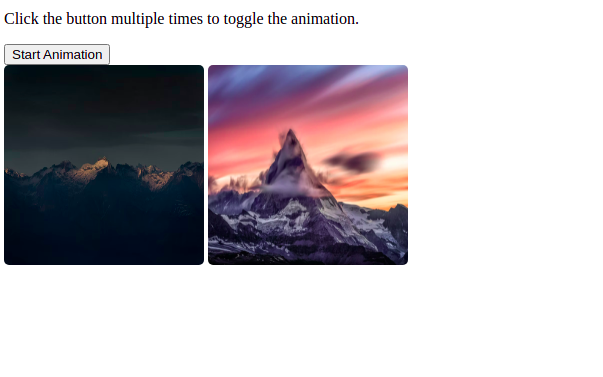 Click the button multiple times to toggle the animation.
Start Animation